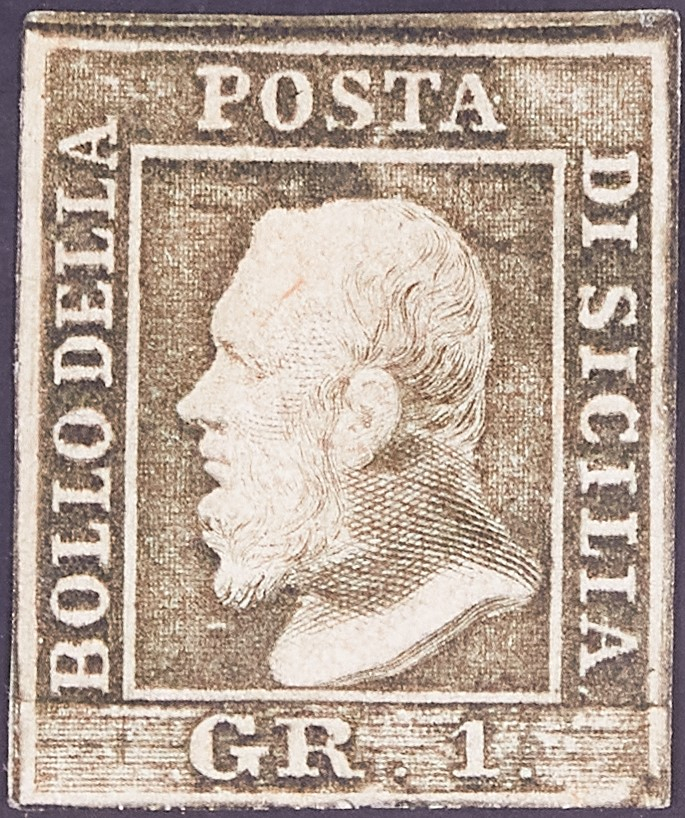 BOLLO DELLA
POSTA
DI SICILIA
GR. 1.